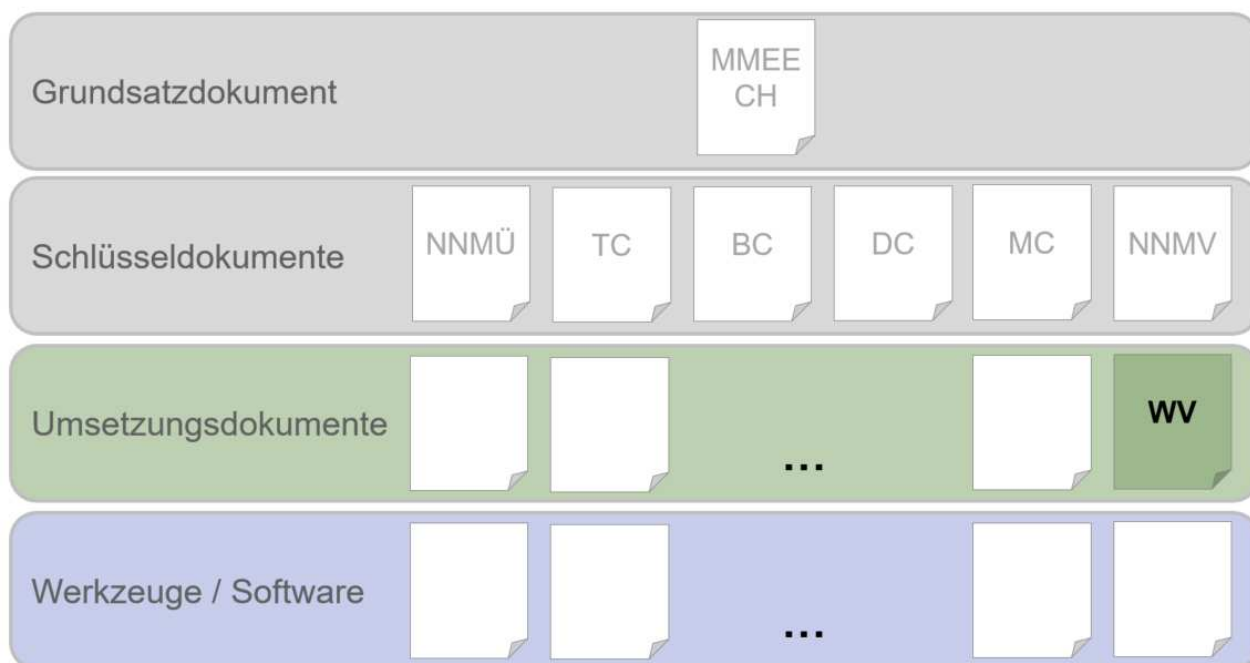 Grundsatzdokument
MMEE
CH
Schlüsseldokumente
NNMÜ
TC
BC
DC
MC
NNMV
Umsetzungsdokumente
...
WV
Werkzeuge / Software
...